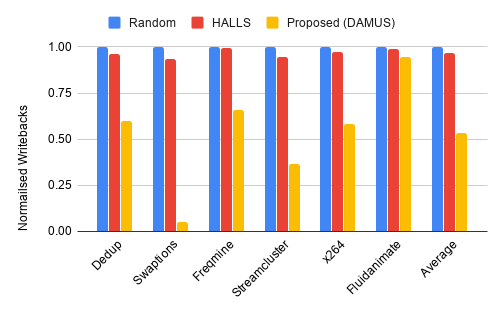 Random HALLS Proposed (DAMUS)
Normailsed Writebacks
1.00
0.75
0.50
0.25
0.00
Dedup
Swaptions
Freqmine
Streamcluster
x264
Fluidanimate
Average